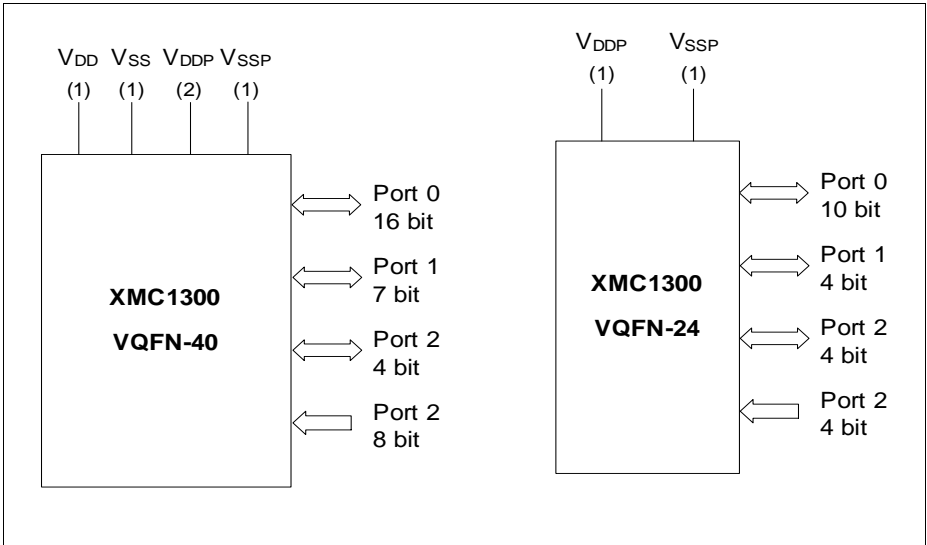 VDD VSS VDDP VSSP
(1) (1) (2) (1)
Port 0
16 bit
Port 1
7 bit
Port 2
4 bit
Port 2
8 bit
XMC1300
VQFN-40
VDDP VSSP
(1) (1)
Port 0
10 bit
Port 1
4 bit
Port 2
4 bit
Port 2
4 bit
XMC1300
VQFN-24